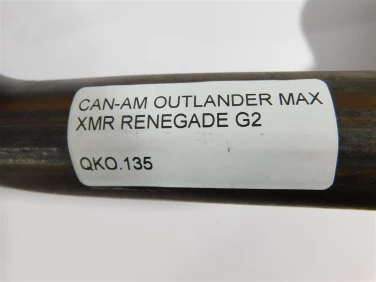 CAN-AM OUTLANDER MAX
XMR RENEGADE G2
QKO.135